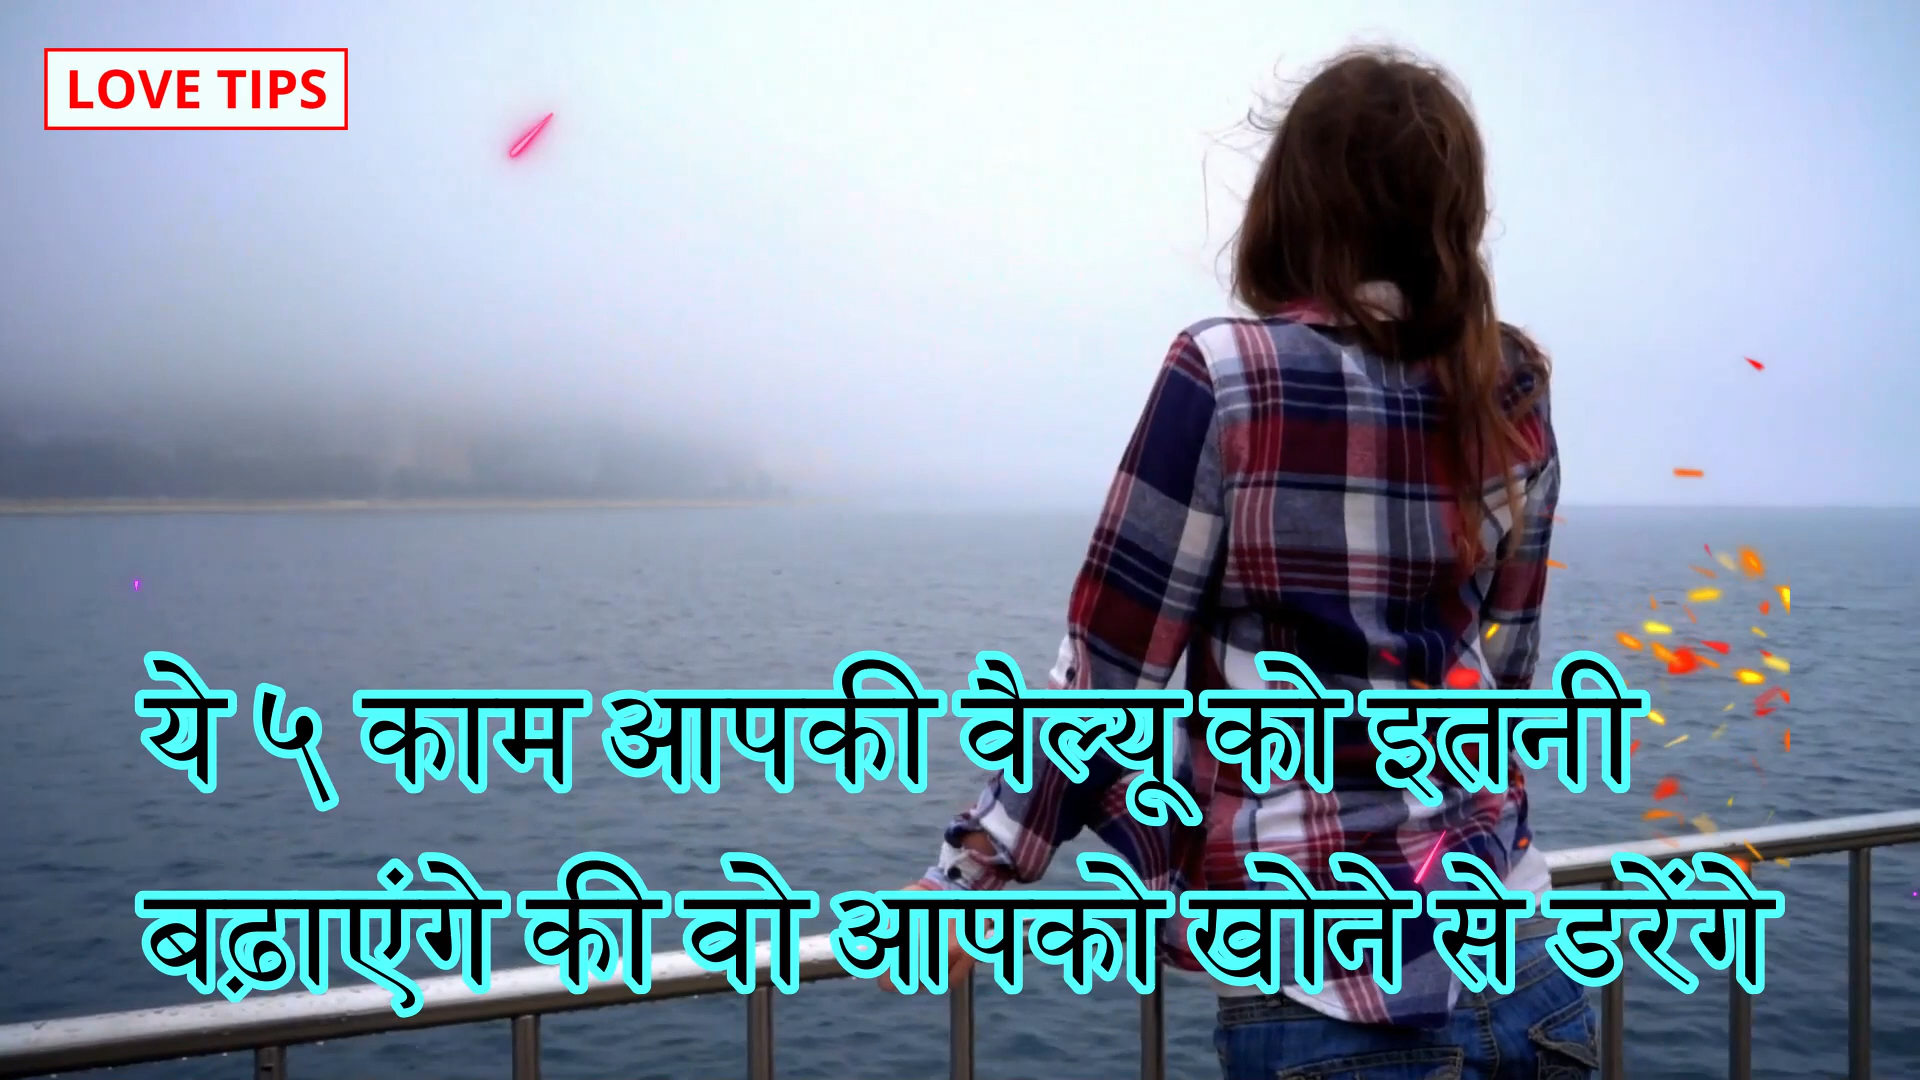 LOVE TIPS
ये ५ काम आपकी वैल्यू को इतनी
बढ़ाएंगे की वो आपको खोने से डरेंगे